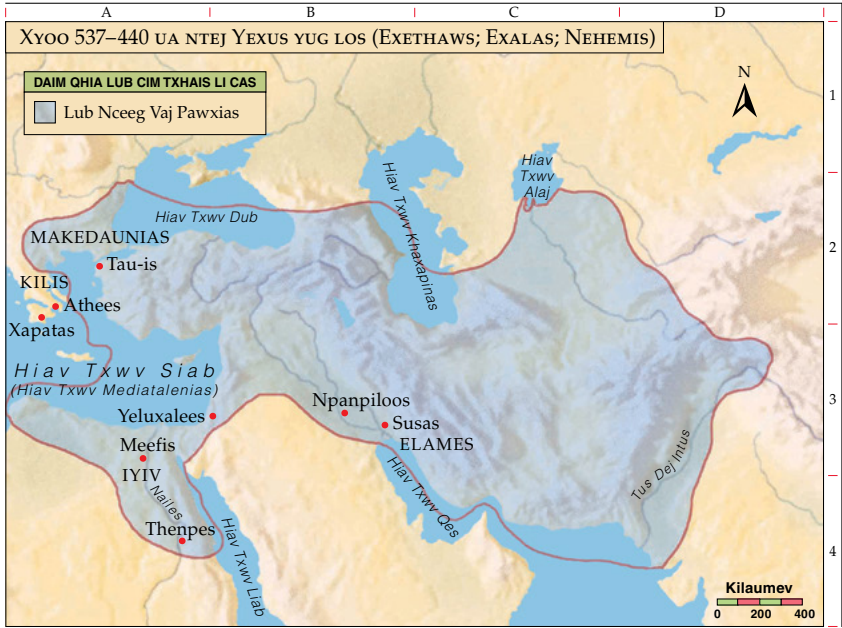 A B C D
XYOO 537–440 UA NTEJ YEXUS YUG LOS (EXETHAWS; EXALAS; NEHEMIS)
DAIM QHIA LUB CIM TXHAIS LI CAS
Lub Nceeg Vaj Pawxias
N
1
Hiav
Txwv
Alaj
Hiav Txwv Khaxapinas
Hiav Txwv Dub
MAKEDAUNIAS
2
Tau-is
KILIS
Athees
Xapatas
Hiav Txwv Siab
(Hiav Txwv Mediatalenias)
3
Npanpiloos
Yeluxalees
Susas
Meefis
ELAMES
IYIV
Nailes
Hiav Txwv Qes
Tus Dej Intus
Thenpes
Hiav Txwv Liab
4
Kilaumev
0 200 400